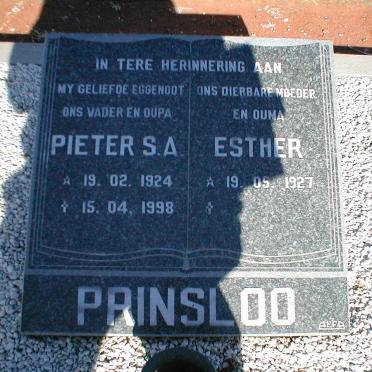 IN TERE HERINNERING AAN
MY GELIEFDE EGGENOOT
ONS VADER EN OUPA
PIETER S.A.
☆ 19. 02. 1924
✝ 15. 04. 1998
ONS DIERBARE MOEDER
EN OUMA
ESTHER
☆ 19. 05. 1927
✝
PRINSLOO
ALFA